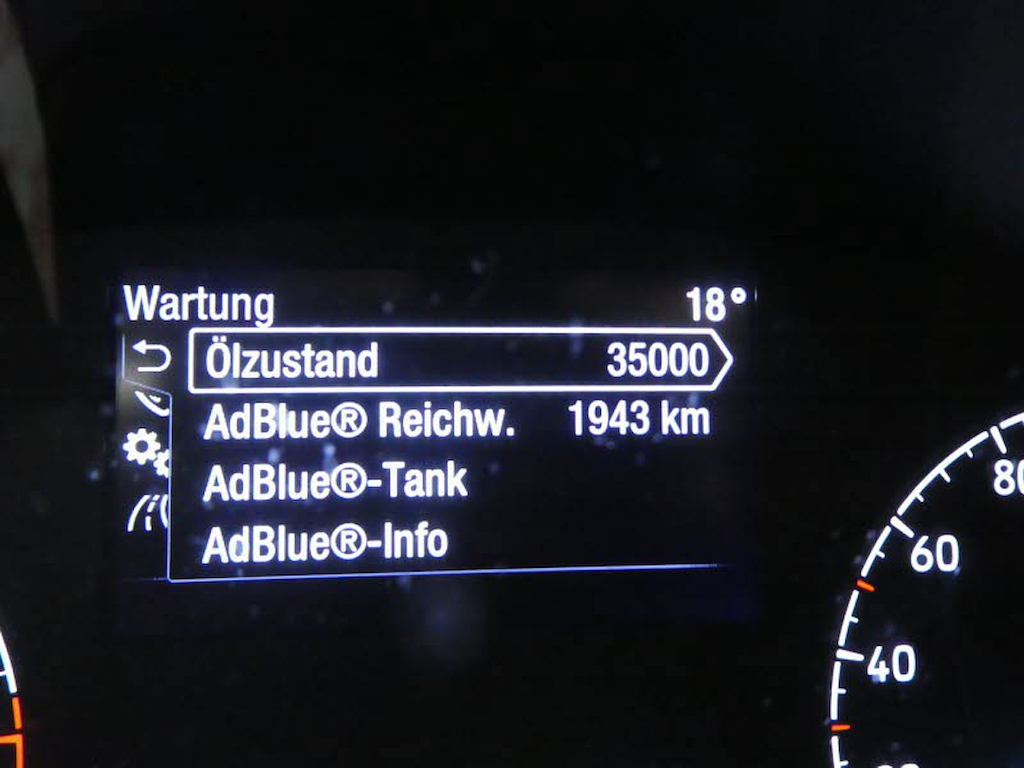 Wartung 18°
Ölzustand 35000
AdBlue® Reichw. 1943 km
AdBlue®-Tank
AdBlue®-Info
80
60
40